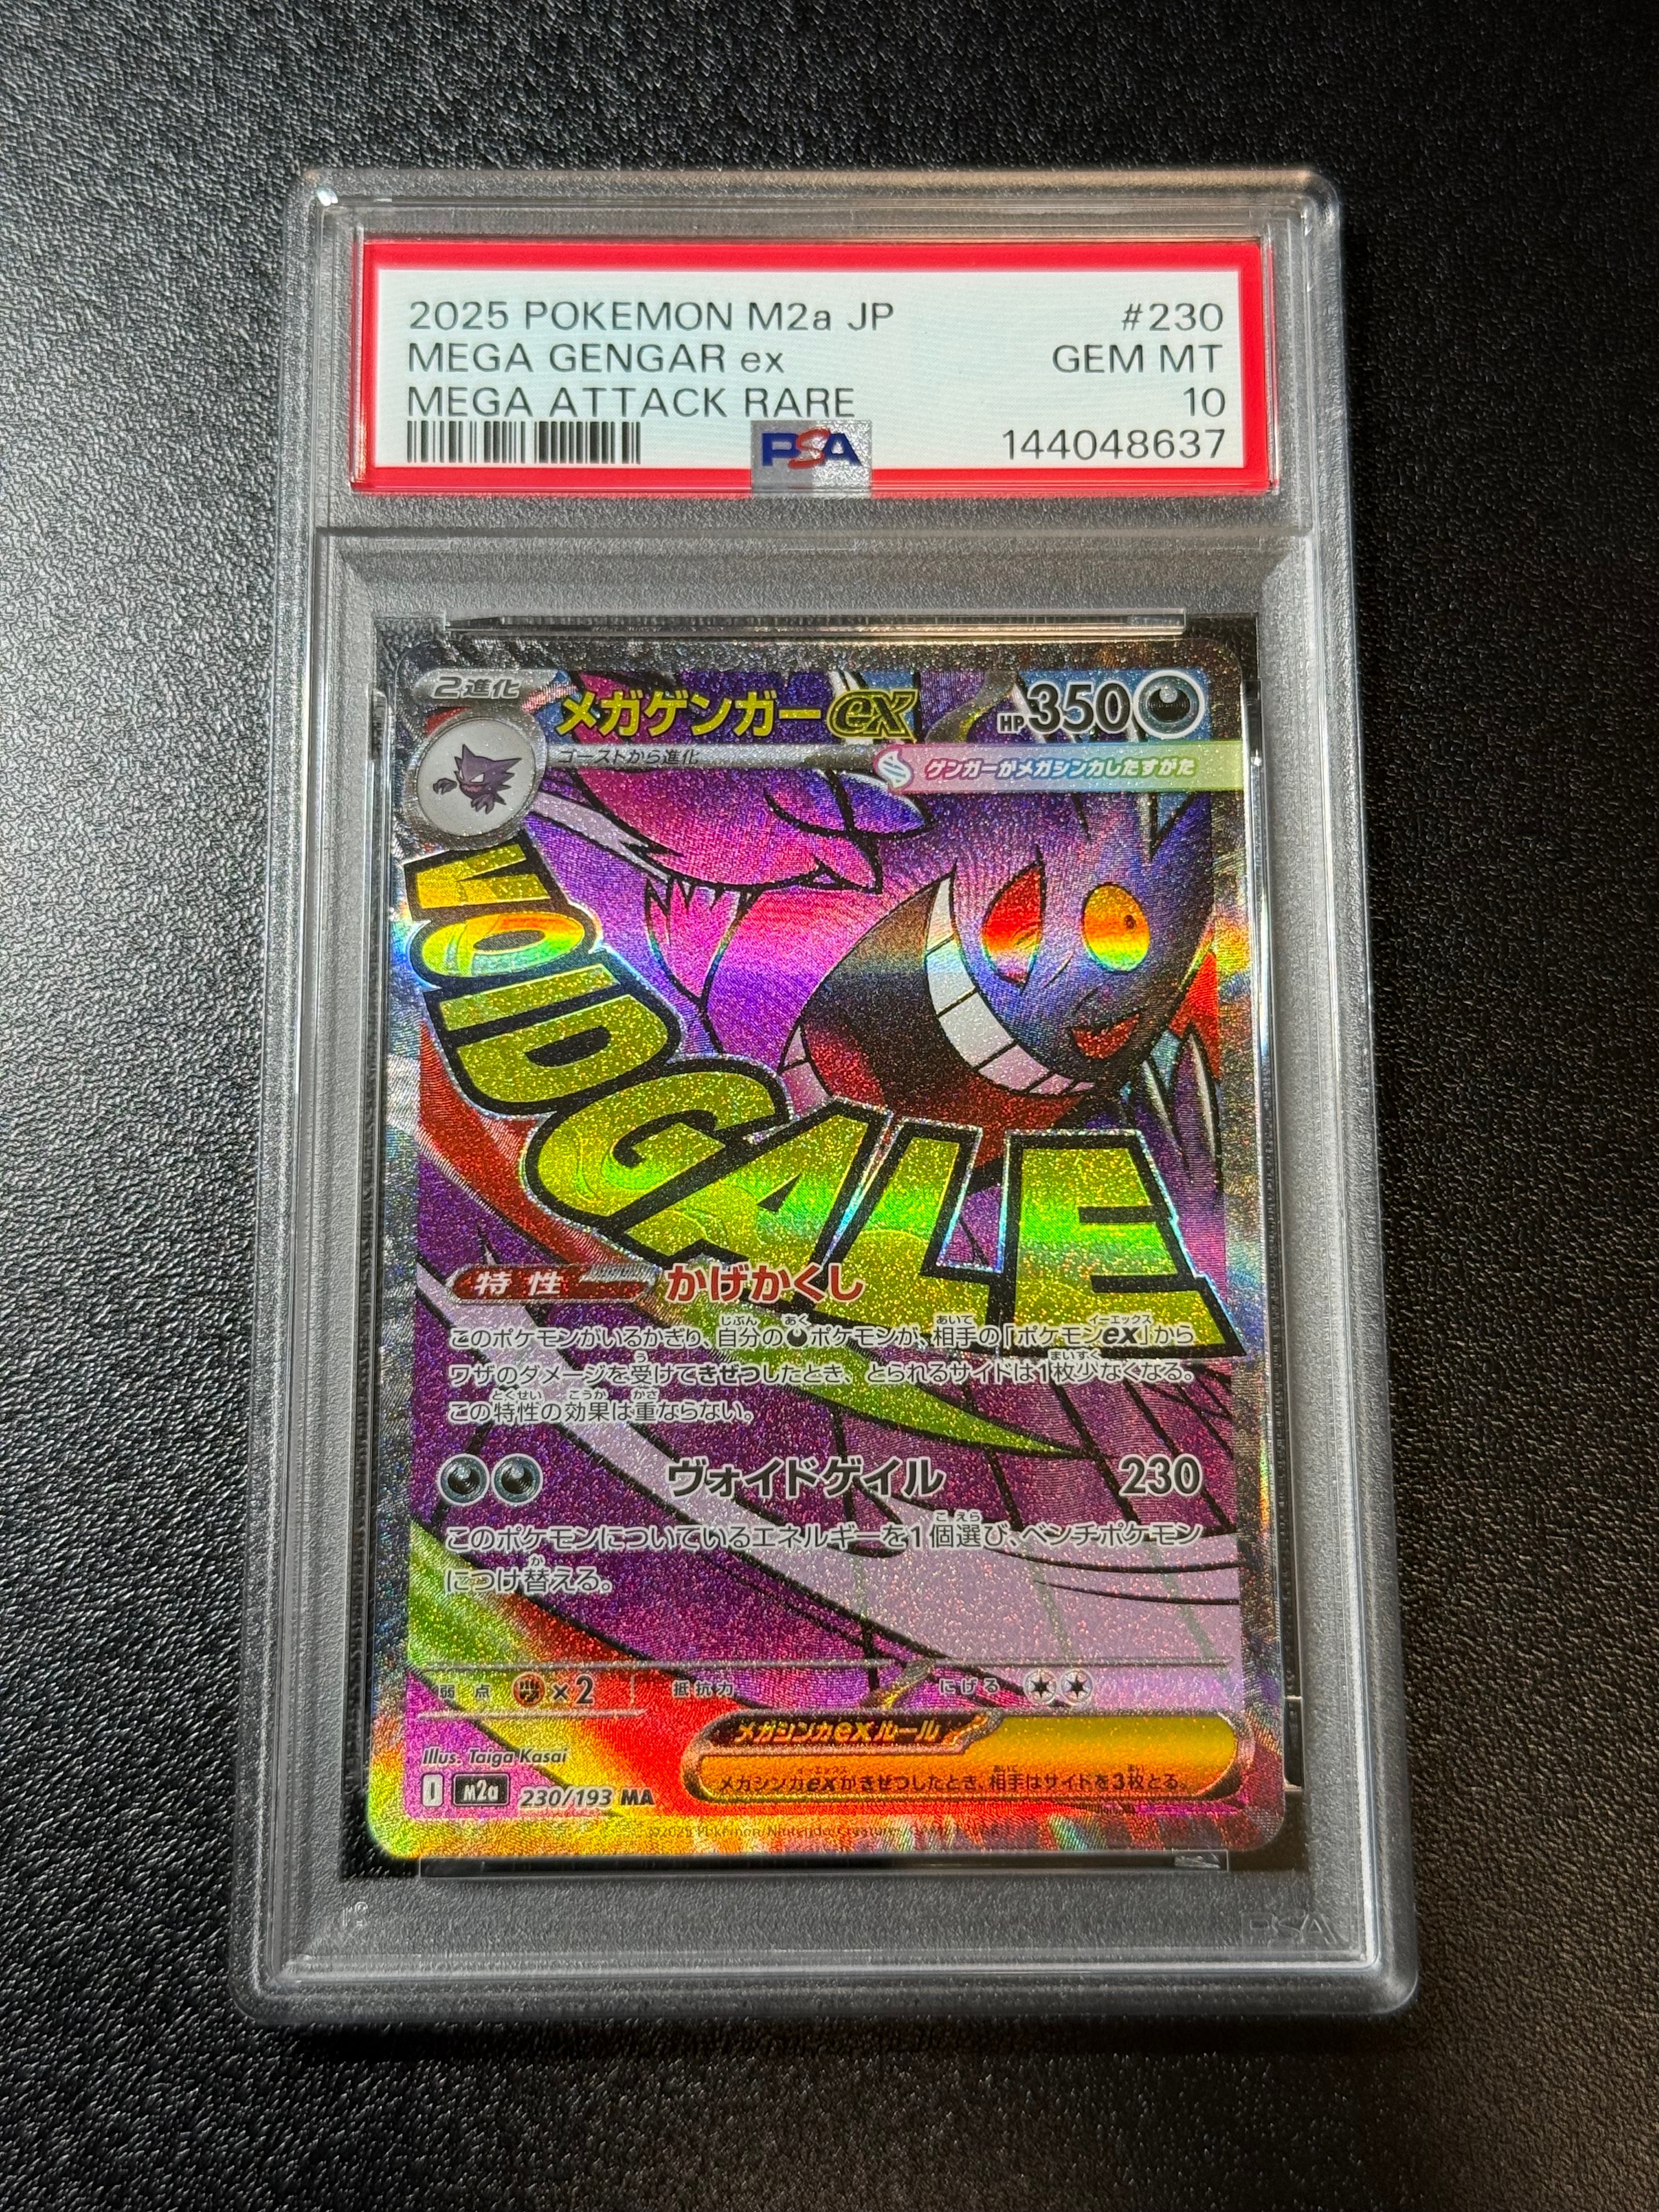 2025 POKEMON M2a JP #230
MEGA GENGAR ex GEM MT
MEGA ATTACK RARE 10
PSA 144048637
2進化 メガゲンガーex HP350
ゴーストから進化 ゲンガーがメガシンカしたすがた
VOIDGALE
特性 かげかくし
このポケモンがいるかぎり、自分のポケモンが、相手の「ポケモンex」から
ワザのダメージを受けてきぜつしたとき、とられるサイドは1枚少なくなる。
この特性の効果は重ならない。
ヴォイドゲイル 230
このポケモンについているエネルギーを1個選び、ベンチポケモン
につけ替える。
弱点 ×2 抵抗力 にげる
メガシンカexルール
メガシンカexがきぜつしたとき、相手はサイドを3枚とる。
Illus. Taiga Kasai
I M2a 230/193 MA
©2025 Pokémon/Nintendo/Creatures
PSA